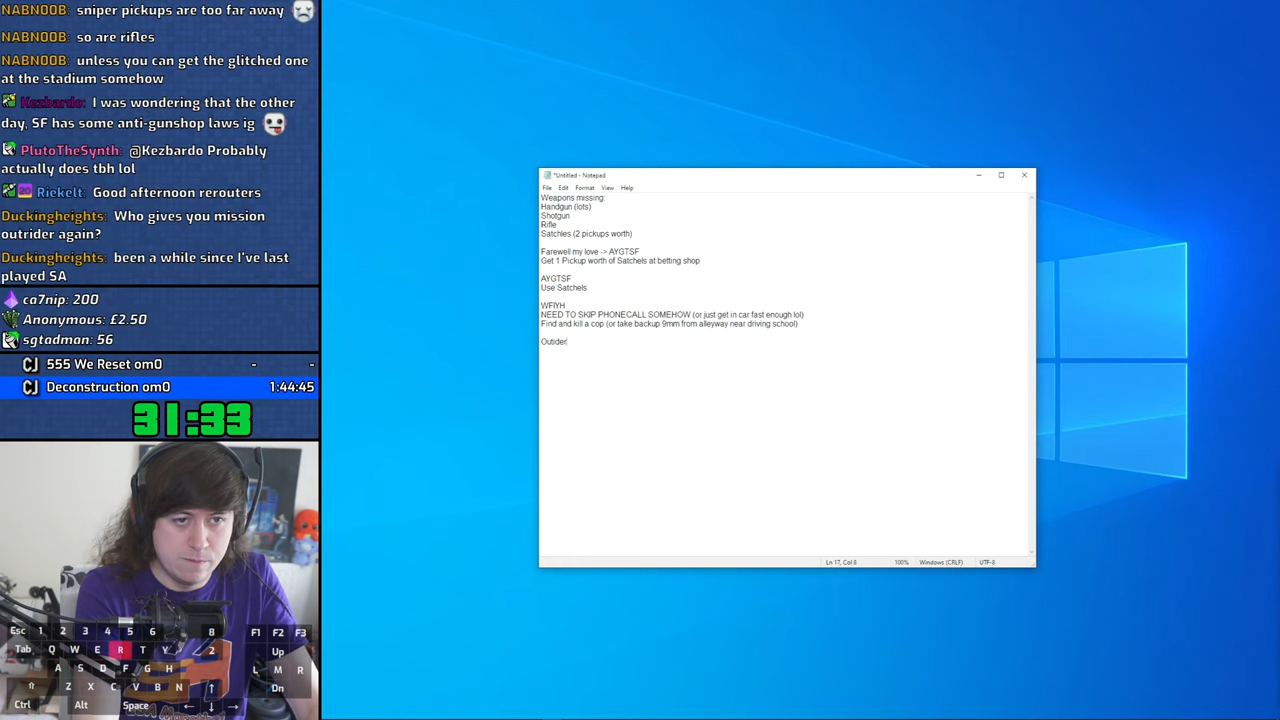 NABNOOB: sniper pickups are too far away
NABNOOB: so are rifles
NABNOOB: unless you can get the glitched one
at the stadium somehow
Kezbardo: I was wondering that the other
day, SF has some anti-gunshop laws ig
PlutoTheSynth: @Kezbardo Probably
actually does tbh lol
Riekelt: Good afternoon rerouters
Duckingheights: Who gives you mission
outrider again?
Duckingheights: been a while since I've last
played SA
ca7nip: 200
Anonymous: £2.50
sgtadman: 56
CJ 555 We Reset om0 - -
CJ Deconstruction om0 1:44:45
31:33
Esc 1 2 3 4 5 6 8 F1 F2 F3
Tab Q W E R T Y 2 Up
A S D F G H L M R
⇧ Z X C V B N ↑ Dn
Ctrl Alt Space ← ↓ →
*Untitled - Notepad
File Edit Format View Help
Weapons missing:
Handgun (lots)
Shotgun
Rifle
Satchles (2 pickups worth)
Farewell my love -> AYGTSF
Get 1 Pickup worth of Satchels at betting shop
AYGTSF
Use Satchels
WFIYH
NEED TO SKIP PHONECALL SOMEHOW (or just get in car fast enough lol)
Find and kill a cop (or take backup 9mm from alleyway near driving school)
Outider
Ln 17, Col 8 100% Windows (CRLF) UTF-8